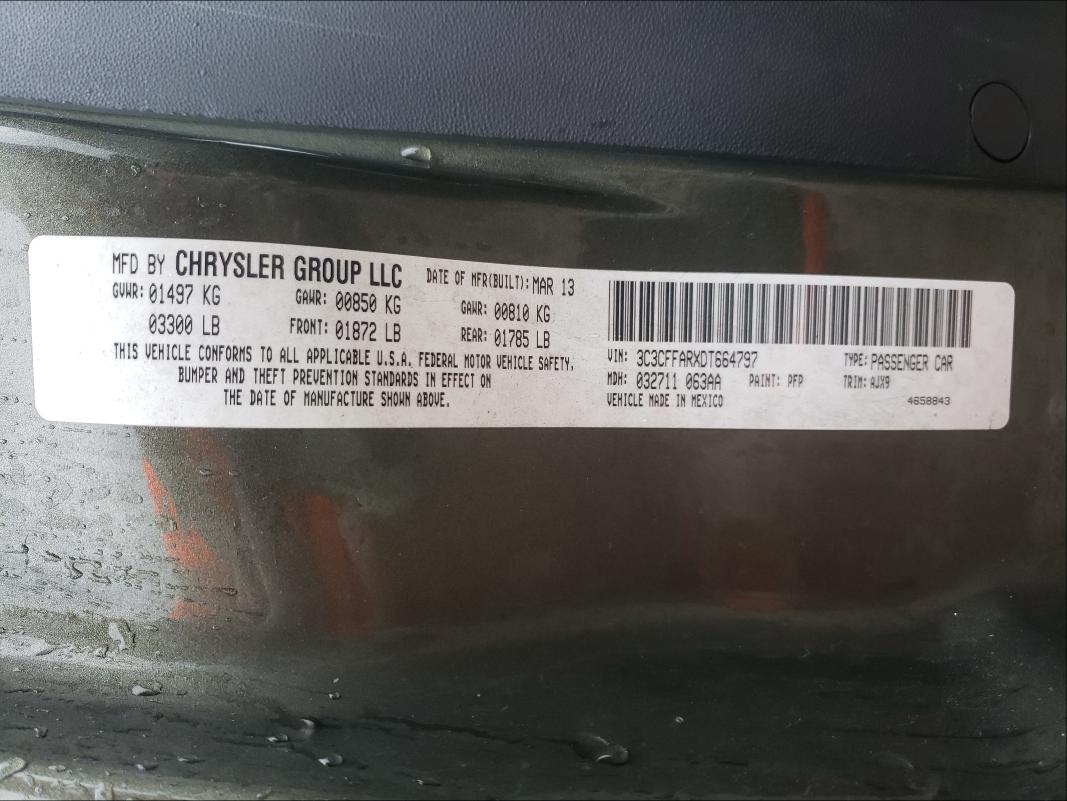 MFD BY CHRYSLER GROUP LLC DATE OF MFR(BUILT): MAR 13
GVWR: 01497 KG GAWR: 00850 KG GAWR: 00810 KG
03300 LB FRONT: 01872 LB REAR: 01785 LB
THIS VEHICLE CONFORMS TO ALL APPLICABLE U.S.A. FEDERAL MOTOR VEHICLE SAFETY,
BUMPER AND THEFT PREVENTION STANDARDS IN EFFECT ON
THE DATE OF MANUFACTURE SHOWN ABOVE.
VIN: 3C3CFFARXDT664797 TYPE: PASSENGER CAR
MDH: 032711 063AA PAINT: PFP TRIM: AJX9
VEHICLE MADE IN MEXICO 4658843